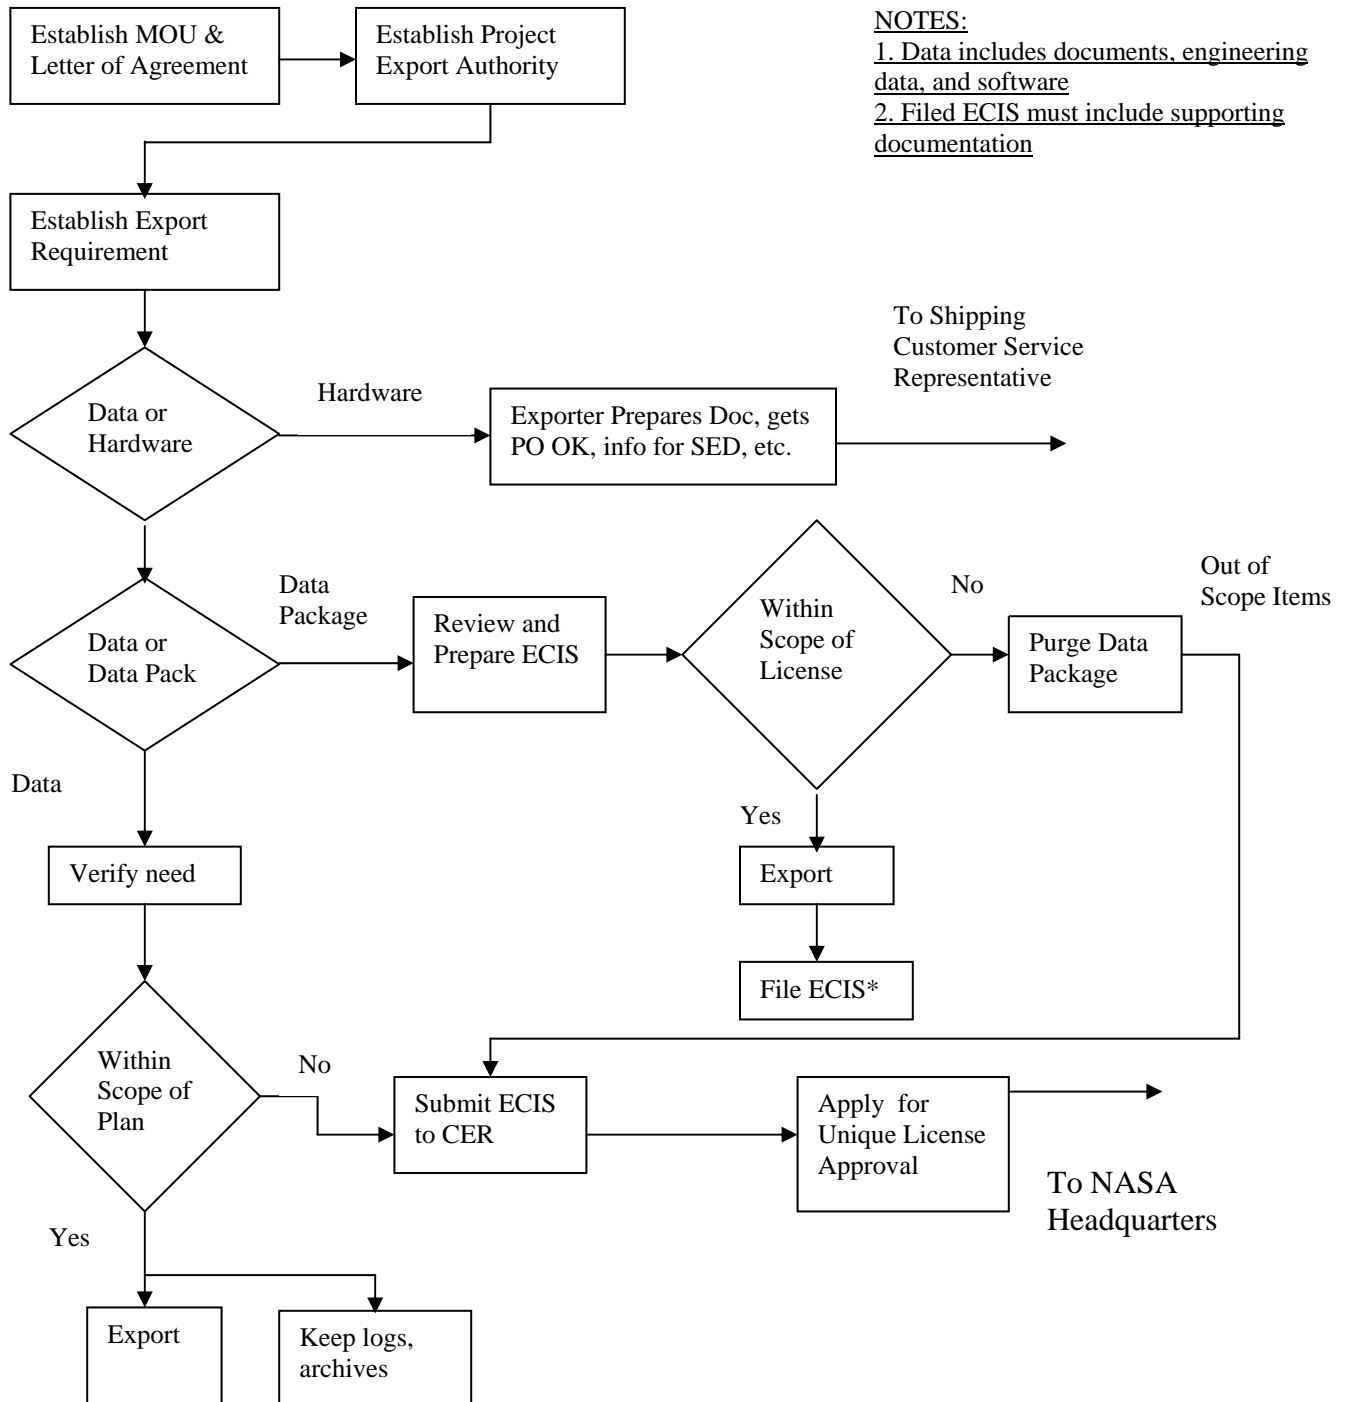 Establish MOU &
Letter of Agreement
Establish Project
Export Authority
NOTES:
1. Data includes documents, engineering
data, and software
2. Filed ECIS must include supporting
documentation
Establish Export
Requirement
To Shipping
Customer Service
Representative
Data or
Hardware
Hardware
Exporter Prepares Doc, gets
PO OK, info for SED, etc.
Data or
Data Pack
Data
Package
Review and
Prepare ECIS
Within
Scope of
License
No
Out of
Scope Items
Purge Data
Package
Data
Yes
Verify need
Export
File ECIS*
Within
Scope of
Plan
No
Submit ECIS
to CER
Apply  for
Unique License
Approval
To NASA
Headquarters
Yes
Export
Keep logs,
archives